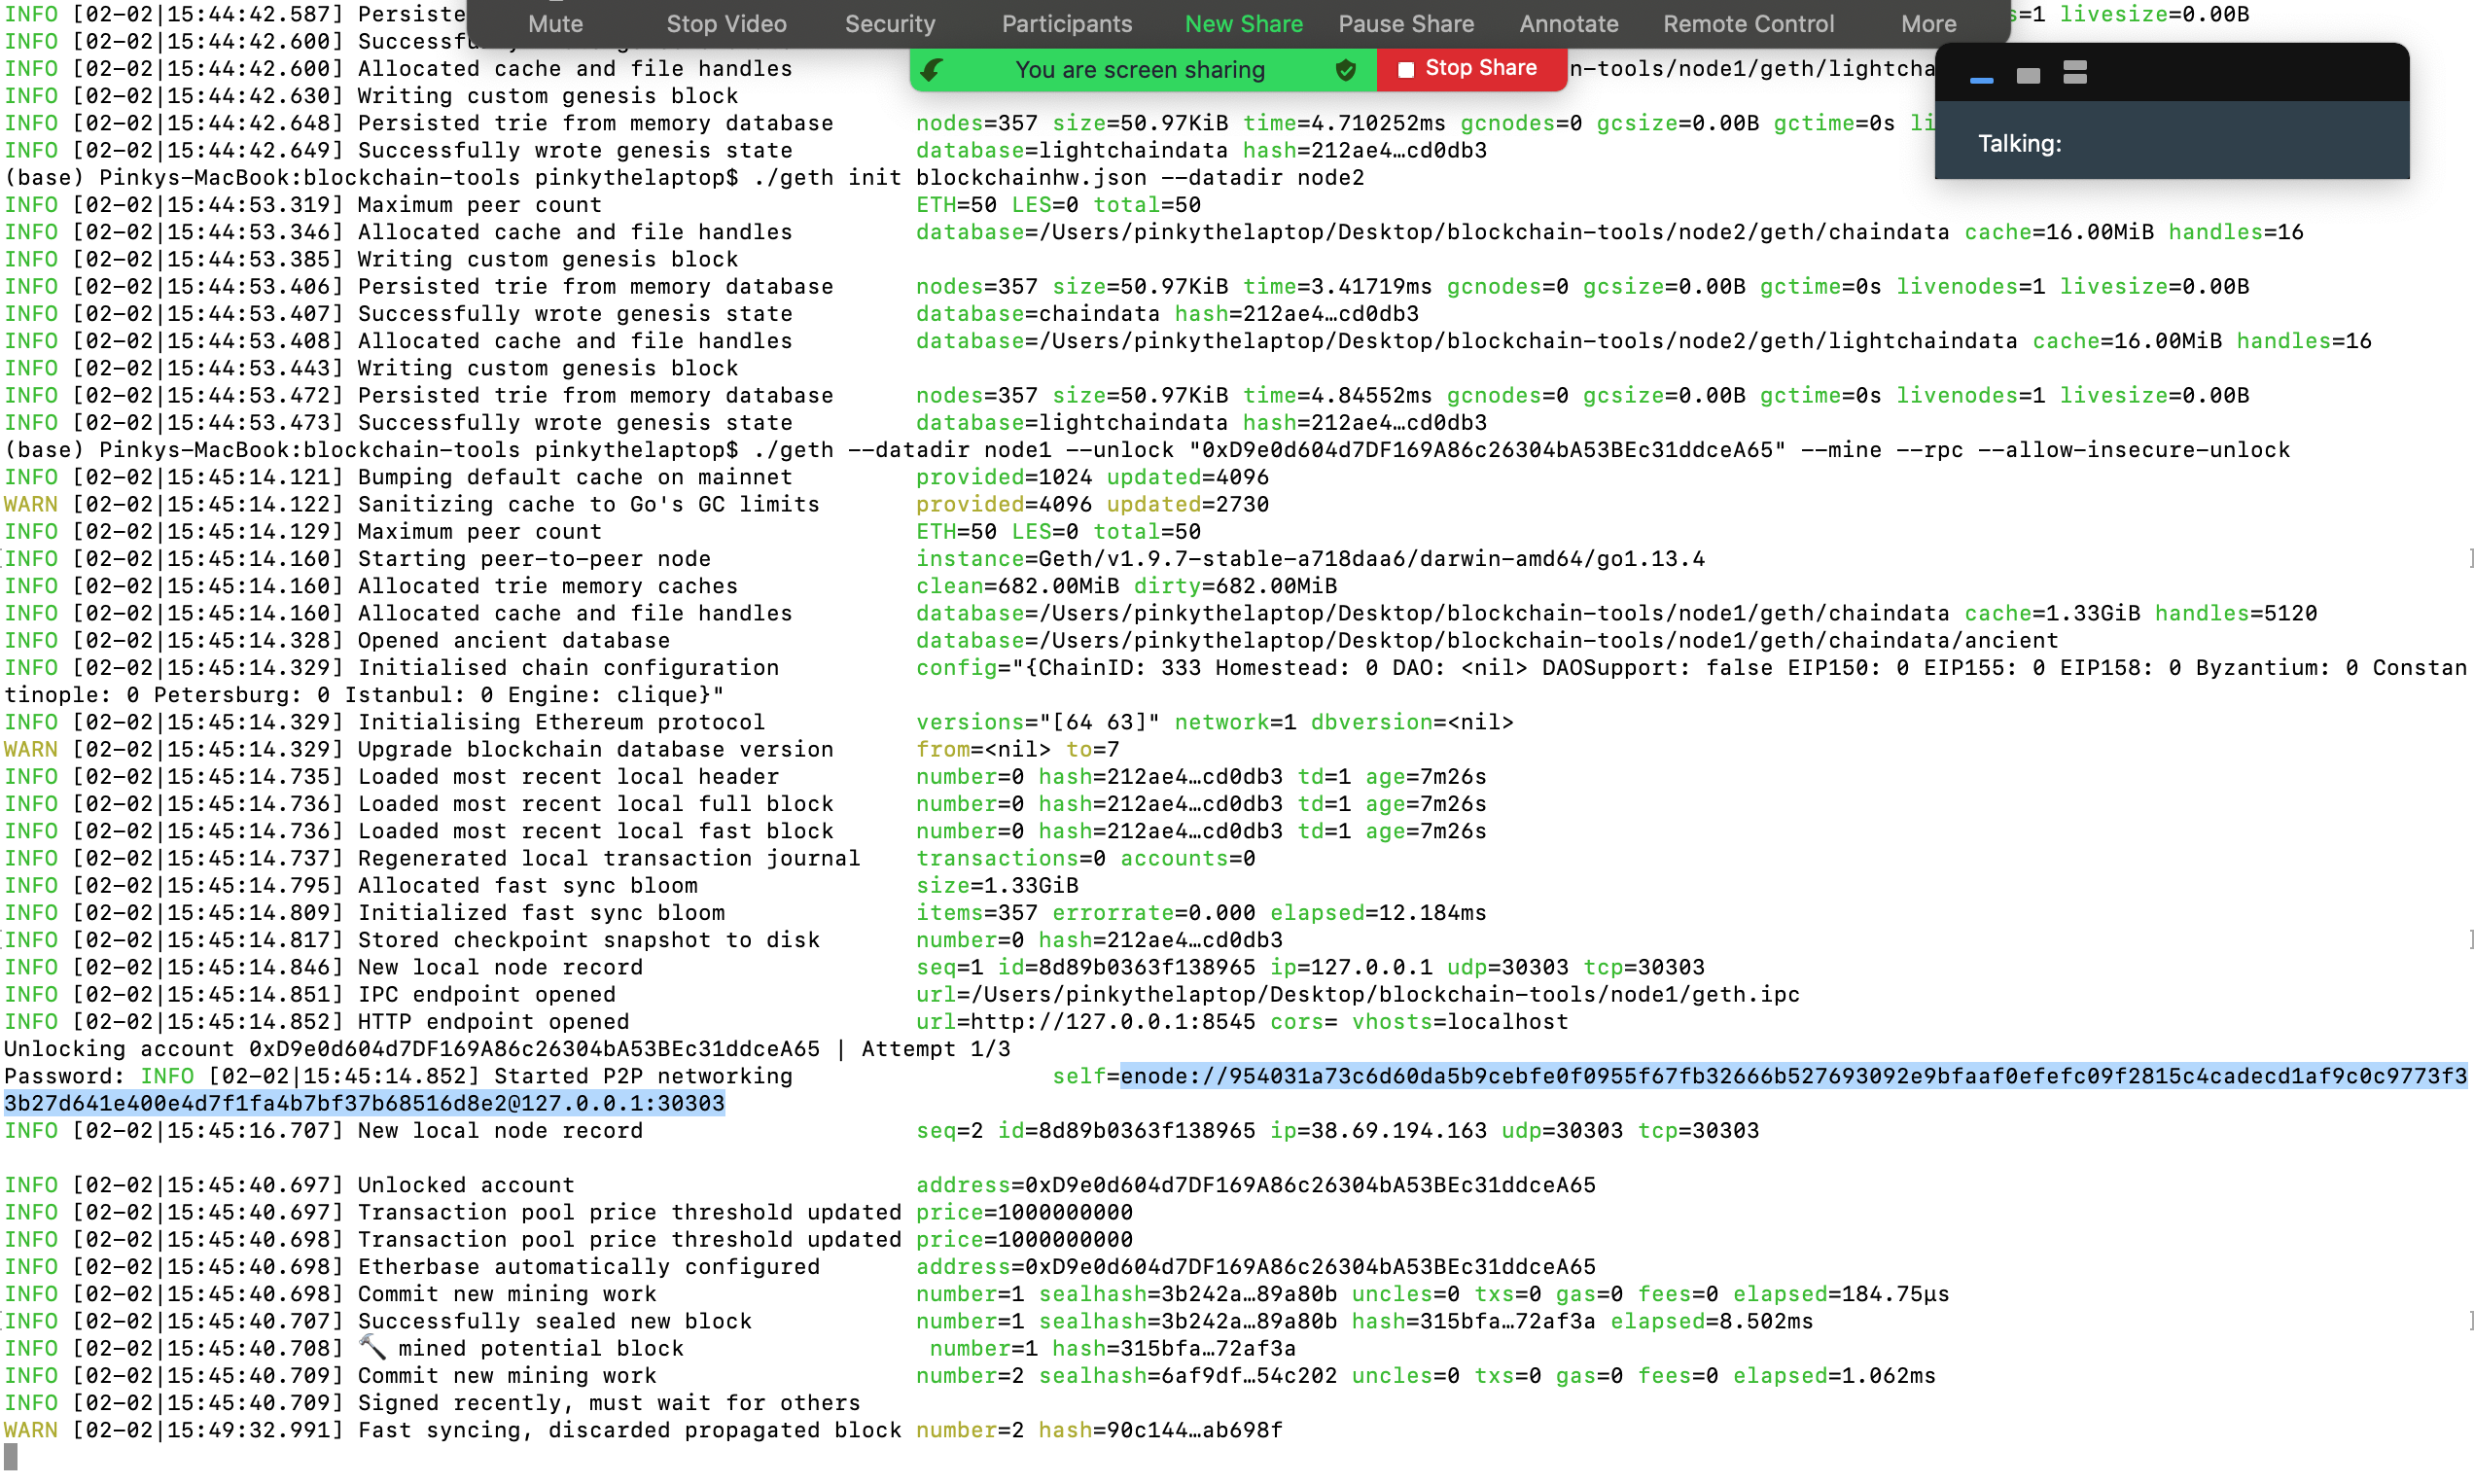 INFO [02-02|15:44:42.587] Persiste
s=1 livesize=0.00B
Mute Stop Video Security Participants New Share Pause Share Annotate Remote Control More
INFO [02-02|15:44:42.600] Successfu
You are screen sharing Stop Share
INFO [02-02|15:44:42.600] Allocated cache and file handles n-tools/node1/geth/lightcha
INFO [02-02|15:44:42.630] Writing custom genesis block
INFO [02-02|15:44:42.648] Persisted trie from memory database nodes=357 size=50.97KiB time=4.710252ms gcnodes=0 gcsize=0.00B gctime=0s li
Talking:
INFO [02-02|15:44:42.649] Successfully wrote genesis state database=lightchaindata hash=212ae4…cd0db3
(base) Pinkys-MacBook:blockchain-tools pinkythelaptop$ ./geth init blockchainhw.json --datadir node2
INFO [02-02|15:44:53.319] Maximum peer count ETH=50 LES=0 total=50
INFO [02-02|15:44:53.346] Allocated cache and file handles database=/Users/pinkythelaptop/Desktop/blockchain-tools/node2/geth/chaindata cache=16.00MiB handles=16
INFO [02-02|15:44:53.385] Writing custom genesis block
INFO [02-02|15:44:53.406] Persisted trie from memory database nodes=357 size=50.97KiB time=3.41719ms gcnodes=0 gcsize=0.00B gctime=0s livenodes=1 livesize=0.00B
INFO [02-02|15:44:53.407] Successfully wrote genesis state database=chaindata hash=212ae4…cd0db3
INFO [02-02|15:44:53.408] Allocated cache and file handles database=/Users/pinkythelaptop/Desktop/blockchain-tools/node2/geth/lightchaindata cache=16.00MiB handles=16
INFO [02-02|15:44:53.443] Writing custom genesis block
INFO [02-02|15:44:53.472] Persisted trie from memory database nodes=357 size=50.97KiB time=4.84552ms gcnodes=0 gcsize=0.00B gctime=0s livenodes=1 livesize=0.00B
INFO [02-02|15:44:53.473] Successfully wrote genesis state database=lightchaindata hash=212ae4…cd0db3
(base) Pinkys-MacBook:blockchain-tools pinkythelaptop$ ./geth --datadir node1 --unlock "0xD9e0d604d7DF169A86c26304bA53BEc31ddceA65" --mine --rpc --allow-insecure-unlock
INFO [02-02|15:45:14.121] Bumping default cache on mainnet provided=1024 updated=4096
WARN [02-02|15:45:14.122] Sanitizing cache to Go's GC limits provided=4096 updated=2730
INFO [02-02|15:45:14.129] Maximum peer count ETH=50 LES=0 total=50
INFO [02-02|15:45:14.160] Starting peer-to-peer node instance=Geth/v1.9.7-stable-a718daa6/darwin-amd64/go1.13.4
INFO [02-02|15:45:14.160] Allocated trie memory caches clean=682.00MiB dirty=682.00MiB
INFO [02-02|15:45:14.160] Allocated cache and file handles database=/Users/pinkythelaptop/Desktop/blockchain-tools/node1/geth/chaindata cache=1.33GiB handles=5120
INFO [02-02|15:45:14.328] Opened ancient database database=/Users/pinkythelaptop/Desktop/blockchain-tools/node1/geth/chaindata/ancient
INFO [02-02|15:45:14.329] Initialised chain configuration config="{ChainID: 333 Homestead: 0 DAO: <nil> DAOSupport: false EIP150: 0 EIP155: 0 EIP158: 0 Byzantium: 0 Constan
tinople: 0 Petersburg: 0 Istanbul: 0 Engine: clique}"
INFO [02-02|15:45:14.329] Initialising Ethereum protocol versions="[64 63]" network=1 dbversion=<nil>
WARN [02-02|15:45:14.329] Upgrade blockchain database version from=<nil> to=7
INFO [02-02|15:45:14.735] Loaded most recent local header number=0 hash=212ae4…cd0db3 td=1 age=7m26s
INFO [02-02|15:45:14.736] Loaded most recent local full block number=0 hash=212ae4…cd0db3 td=1 age=7m26s
INFO [02-02|15:45:14.736] Loaded most recent local fast block number=0 hash=212ae4…cd0db3 td=1 age=7m26s
INFO [02-02|15:45:14.737] Regenerated local transaction journal transactions=0 accounts=0
INFO [02-02|15:45:14.795] Allocated fast sync bloom size=1.33GiB
INFO [02-02|15:45:14.809] Initialized fast sync bloom items=357 errorrate=0.000 elapsed=12.184ms
INFO [02-02|15:45:14.817] Stored checkpoint snapshot to disk number=0 hash=212ae4…cd0db3
INFO [02-02|15:45:14.846] New local node record seq=1 id=8d89b0363f138965 ip=127.0.0.1 udp=30303 tcp=30303
INFO [02-02|15:45:14.851] IPC endpoint opened url=/Users/pinkythelaptop/Desktop/blockchain-tools/node1/geth.ipc
INFO [02-02|15:45:14.852] HTTP endpoint opened url=http://127.0.0.1:8545 cors= vhosts=localhost
Unlocking account 0xD9e0d604d7DF169A86c26304bA53BEc31ddceA65 | Attempt 1/3
Password: INFO [02-02|15:45:14.852] Started P2P networking self=enode://954031a73c6d60da5b9cebfe0f0955f67fb32666b527693092e9bfaaf0efefc09f2815c4cadecd1af9c0c9773f3
3b27d641e400e4d7f1fa4b7bf37b68516d8e2@127.0.0.1:30303
INFO [02-02|15:45:16.707] New local node record seq=2 id=8d89b0363f138965 ip=38.69.194.163 udp=30303 tcp=30303
INFO [02-02|15:45:40.697] Unlocked account address=0xD9e0d604d7DF169A86c26304bA53BEc31ddceA65
INFO [02-02|15:45:40.697] Transaction pool price threshold updated price=1000000000
INFO [02-02|15:45:40.698] Transaction pool price threshold updated price=1000000000
INFO [02-02|15:45:40.698] Etherbase automatically configured address=0xD9e0d604d7DF169A86c26304bA53BEc31ddceA65
INFO [02-02|15:45:40.698] Commit new mining work number=1 sealhash=3b242a…89a80b uncles=0 txs=0 gas=0 fees=0 elapsed=184.75µs
INFO [02-02|15:45:40.707] Successfully sealed new block number=1 sealhash=3b242a…89a80b hash=315bfa…72af3a elapsed=8.502ms
INFO [02-02|15:45:40.708] 🔨 mined potential block number=1 hash=315bfa…72af3a
INFO [02-02|15:45:40.709] Commit new mining work number=2 sealhash=6af9df…54c202 uncles=0 txs=0 gas=0 fees=0 elapsed=1.062ms
INFO [02-02|15:45:40.709] Signed recently, must wait for others
WARN [02-02|15:49:32.991] Fast syncing, discarded propagated block number=2 hash=90c144…ab698f